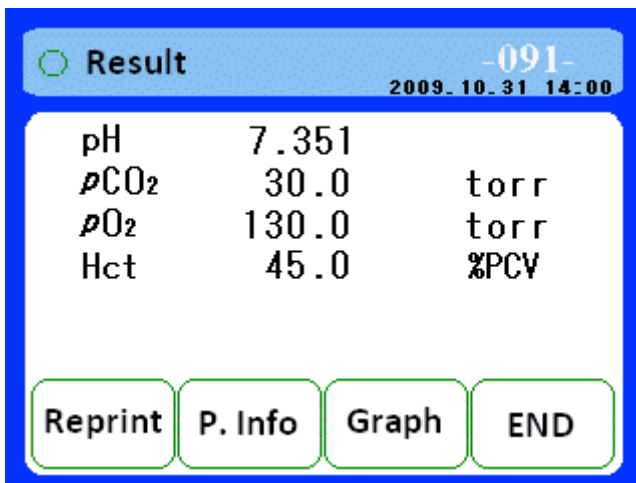 Result -091-
2009.10.31 14:00
pH 7.351
pCO₂ 30.0 torr
pO₂ 130.0 torr
Hct 45.0 %PCV
Reprint P. Info Graph END